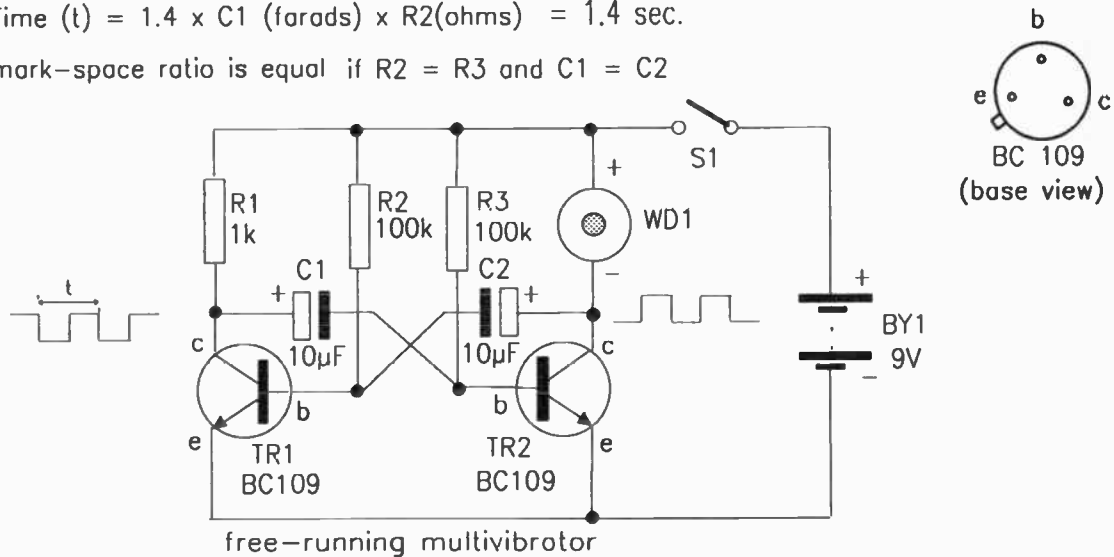 Time (t) = 1.4 x C1 (farads) x R2(ohms) = 1.4 sec.
mark-space ratio is equal if R2 = R3 and C1 = C2
b
e
c
BC 109
(base view)
S1
+
R1
1k
R2
100k
R3
100k
WD1
-
t
+
C1
10µF
C2
+
10µF
+
BY1
9V
-
c
b
e
TR1
BC109
c
b
e
TR2
BC109
free-running multivibrator